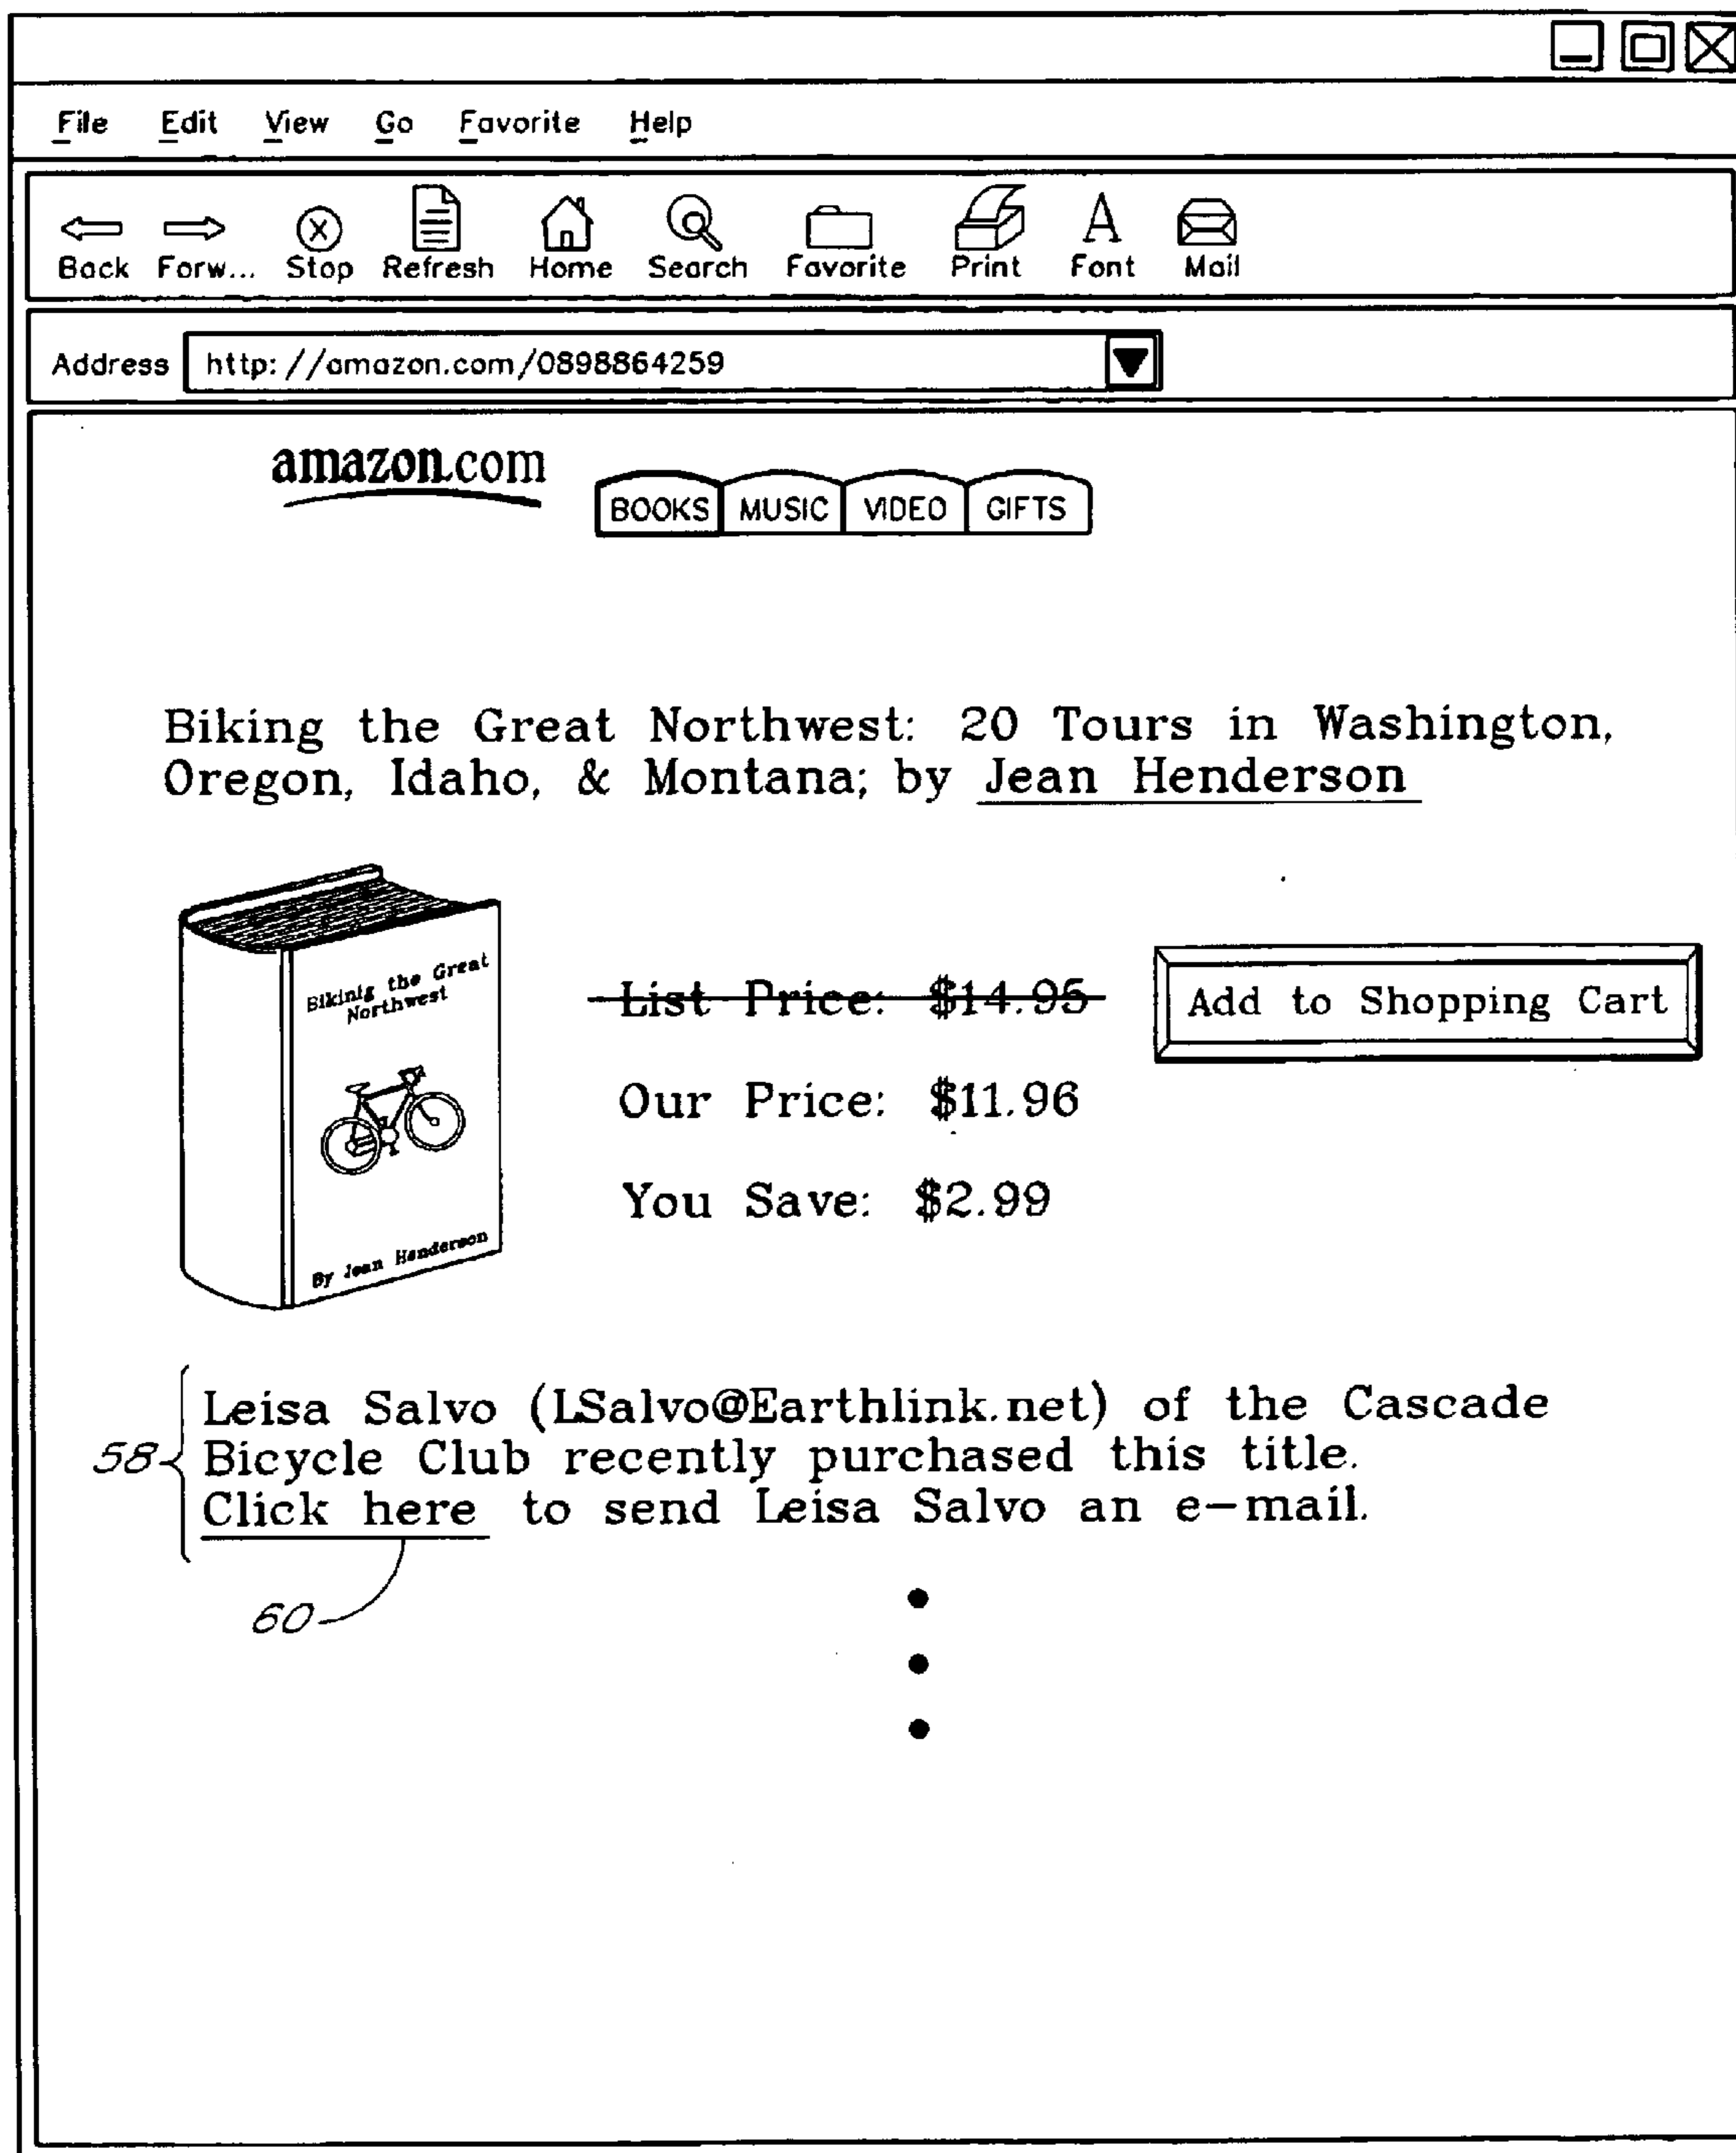 File Edit View Go Favorite Help
Back Forw... Stop Refresh Home Search Favorite Print Font Mail
Address http://amazon.com/0898864259
amazon.com
BOOKS MUSIC VIDEO GIFTS
Biking the Great Northwest: 20 Tours in Washington,
Oregon, Idaho, & Montana; by Jean Henderson
Bikinig the Great
Northwest
By Jean Henderson
List Price: $14.95
Add to Shopping Cart
Our Price: $11.96
You Save: $2.99
58
Leisa Salvo (LSalvo@Earthlink.net) of the Cascade
Bicycle Club recently purchased this title.
Click here to send Leisa Salvo an e-mail.
60